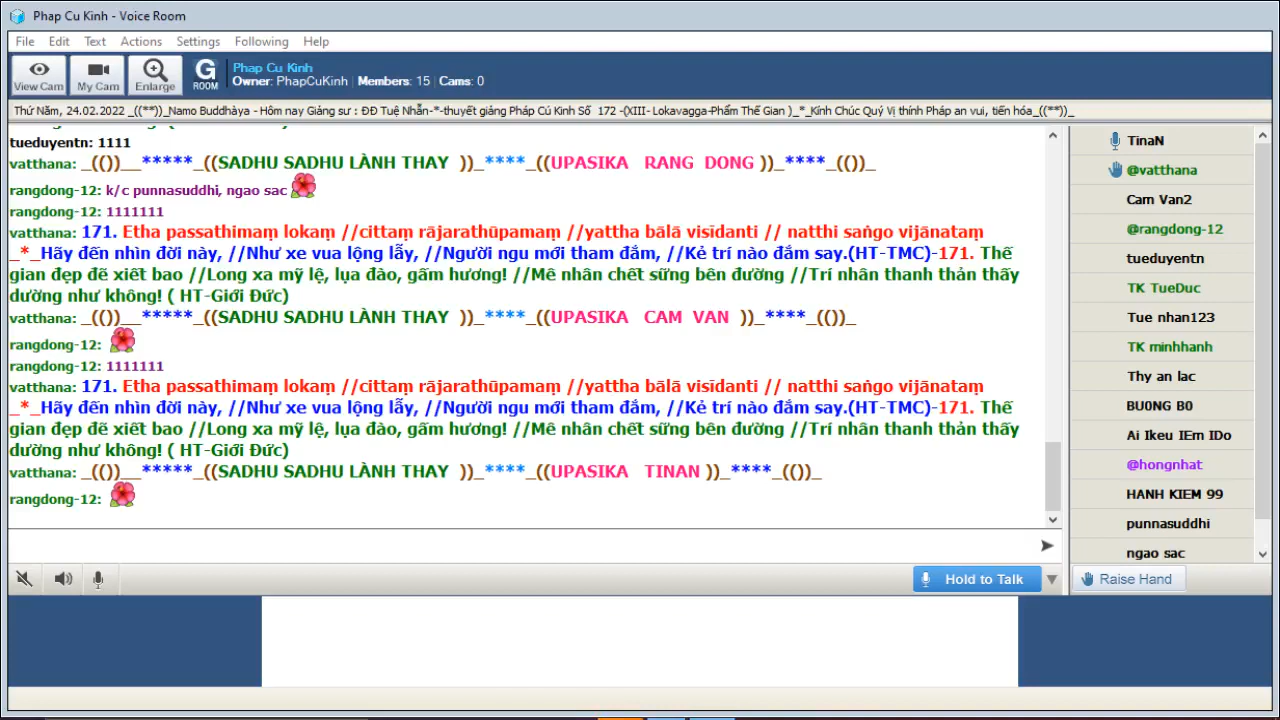 Phap Cu Kinh - Voice Room
File Edit Text Actions Settings Following Help
View Cam My Cam Enlarge G ROOM
Phap Cu Kinh
Owner: PhapCuKinh | Members: 15 | Cams: 0
Thứ Năm, 24.02.2022 _((**))_Namo Buddhàya - Hôm nay Giảng sư : ĐĐ Tuệ Nhẫn-*-thuyết giảng Pháp Cú Kinh Số 172 -(XIII- Lokavagga-Phẩm Thế Gian )_*_Kính Chúc Quý Vị thính Pháp an vui, tiến hóa_((**))_
tueduyentn: 1111
vatthana: _(())__*****_((SADHU SADHU LÀNH THAY ))_****_((UPASIKA RANG DONG ))_****_(())_
rangdong-12: k/c punnasuddhi, ngao sac
rangdong-12: 1111111
vatthana: 171. Etha passathimaṃ lokaṃ //cittaṃ rājarathūpamaṃ //yattha bālā visīdanti // natthi saṅgo vijānataṃ
_*_Hãy đến nhìn đời này, //Như xe vua lộng lẫy, //Người ngu mới tham đắm, //Kẻ trí nào đắm say.(HT-TMC)-171. Thế
gian đẹp đẽ xiết bao //Long xa mỹ lệ, lụa đào, gấm hương! //Mê nhân chết sững bên đường //Trí nhân thanh thản thấy
dường như không! ( HT-Giới Đức)
vatthana: _(())__*****_((SADHU SADHU LÀNH THAY ))_****_((UPASIKA CAM VAN ))_****_(())_
rangdong-12:
rangdong-12: 1111111
vatthana: 171. Etha passathimaṃ lokaṃ //cittaṃ rājarathūpamaṃ //yattha bālā visīdanti // natthi saṅgo vijānataṃ
_*_Hãy đến nhìn đời này, //Như xe vua lộng lẫy, //Người ngu mới tham đắm, //Kẻ trí nào đắm say.(HT-TMC)-171. Thế
gian đẹp đẽ xiết bao //Long xa mỹ lệ, lụa đào, gấm hương! //Mê nhân chết sững bên đường //Trí nhân thanh thản thấy
dường như không! ( HT-Giới Đức)
vatthana: _(())__*****_((SADHU SADHU LÀNH THAY ))_****_((UPASIKA TINAN ))_****_(())_
rangdong-12:
Hold to Talk
TinaN
@vatthana
Cam Van2
@rangdong-12
tueduyentn
TK TueDuc
Tue nhan123
TK minhhanh
Thy an lac
BU0NG B0
Ai Ikeu IEm IDo
@hongnhat
HANH KIEM 99
punnasuddhi
ngao sac
Raise Hand